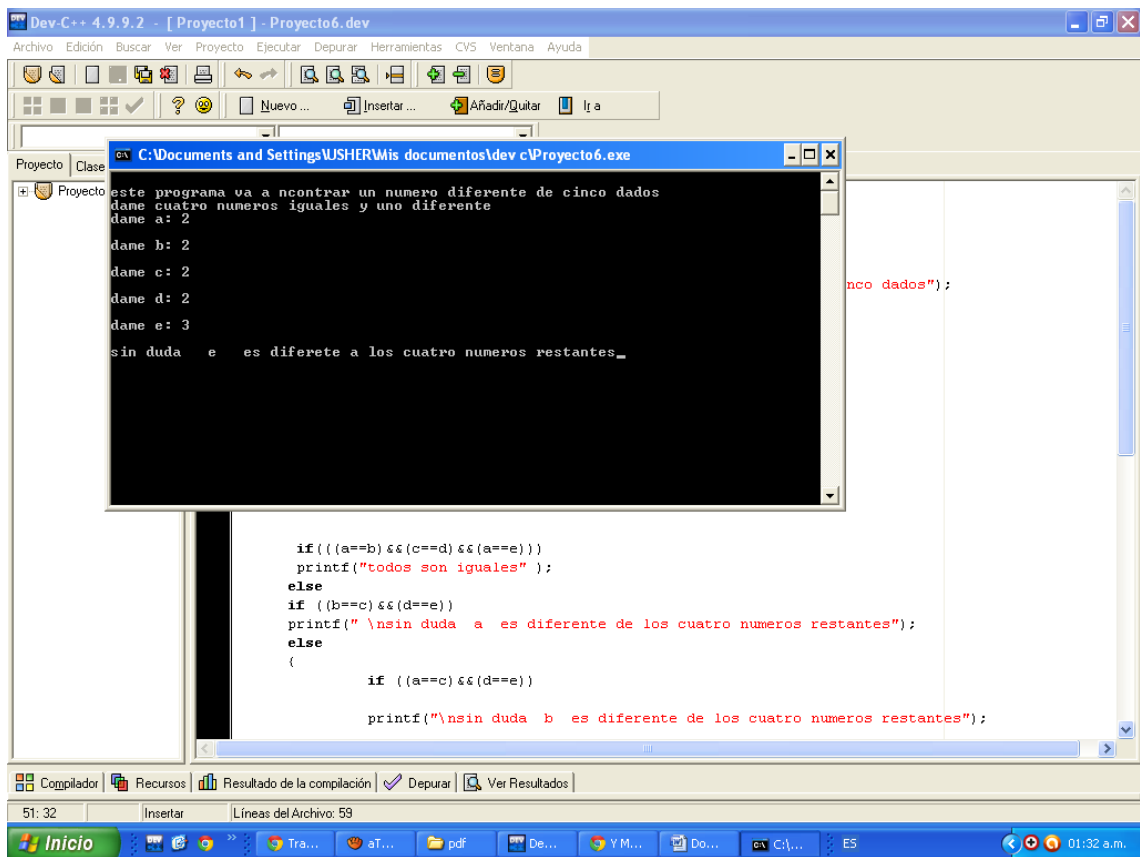 Dev-C++ 4.9.9.2 - [ Proyecto1 ] - Proyecto6.dev
Archivo Edición Buscar Ver Proyecto Ejecutar Depurar Herramientas CVS Ventana Ayuda
Nuevo ... Insertar ... Añadir/Quitar Ir a
Proyecto Clase
C:\Documents and Settings\USHER\Mis documentos\dev c\Proyecto6.exe
Proyecto
este programa va a ncontrar un numero diferente de cinco dados
dame cuatro numeros iguales y uno diferente
dame a: 2
dame b: 2
dame c: 2
nco dados");
dame d: 2
dame e: 3
sin duda e es diferete a los cuatro numeros restantes_
if(((a==b)&&(c==d)&&(a==e)))
printf("todos son iguales" );
else
if ((b==c)&&(d==e))
printf(" \nsin duda a es diferente de los cuatro numeros restantes");
else
{
if ((a==c)&&(d==e))
printf("\nsin duda b es diferente de los cuatro numeros restantes");
Compilador Recursos Resultado de la compilación Depurar Ver Resultados
51: 32 Insertar Líneas del Archivo: 59
Inicio Tra... aT... pdf De... Y M... Do... C:\... ES 01:32 a.m.